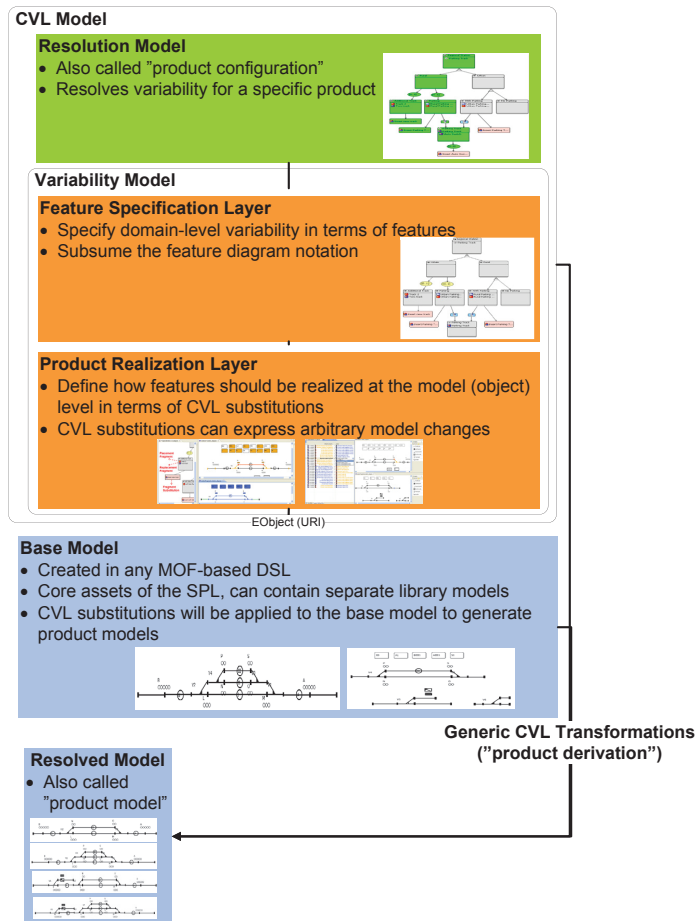 CVL Model
Resolution Model
• Also called ”product configuration”
• Resolves variability for a specific product
Variability Model
Feature Specification Layer
• Specify domain-level variability in terms of features
• Subsume the feature diagram notation
Product Realization Layer
• Define how features should be realized at the model (object)
level in terms of CVL substitutions
• CVL substitutions can express arbitrary model changes
EObject (URI)
Base Model
• Created in any MOF-based DSL
• Core assets of the SPL, can contain separate library models
• CVL substitutions will be applied to the base model to generate
product models
Generic CVL Transformations
(”product derivation”)
Resolved Model
• Also called
”product model”